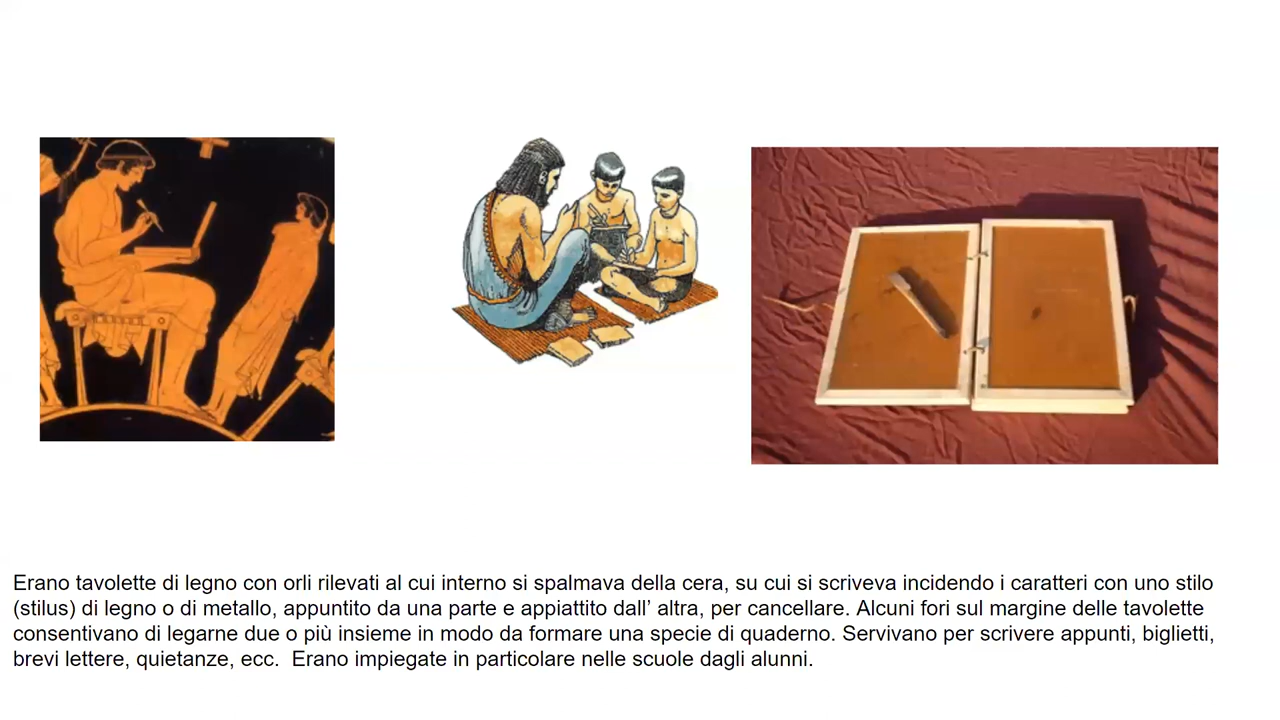 Erano tavolette di legno con orli rilevati al cui interno si spalmava della cera, su cui si scriveva incidendo i caratteri con uno stilo
(stilus) di legno o di metallo, appuntito da una parte e appiattito dall’ altra, per cancellare. Alcuni fori sul margine delle tavolette
consentivano di legarne due o più insieme in modo da formare una specie di quaderno. Servivano per scrivere appunti, biglietti,
brevi lettere, quietanze, ecc.  Erano impiegate in particolare nelle scuole dagli alunni.